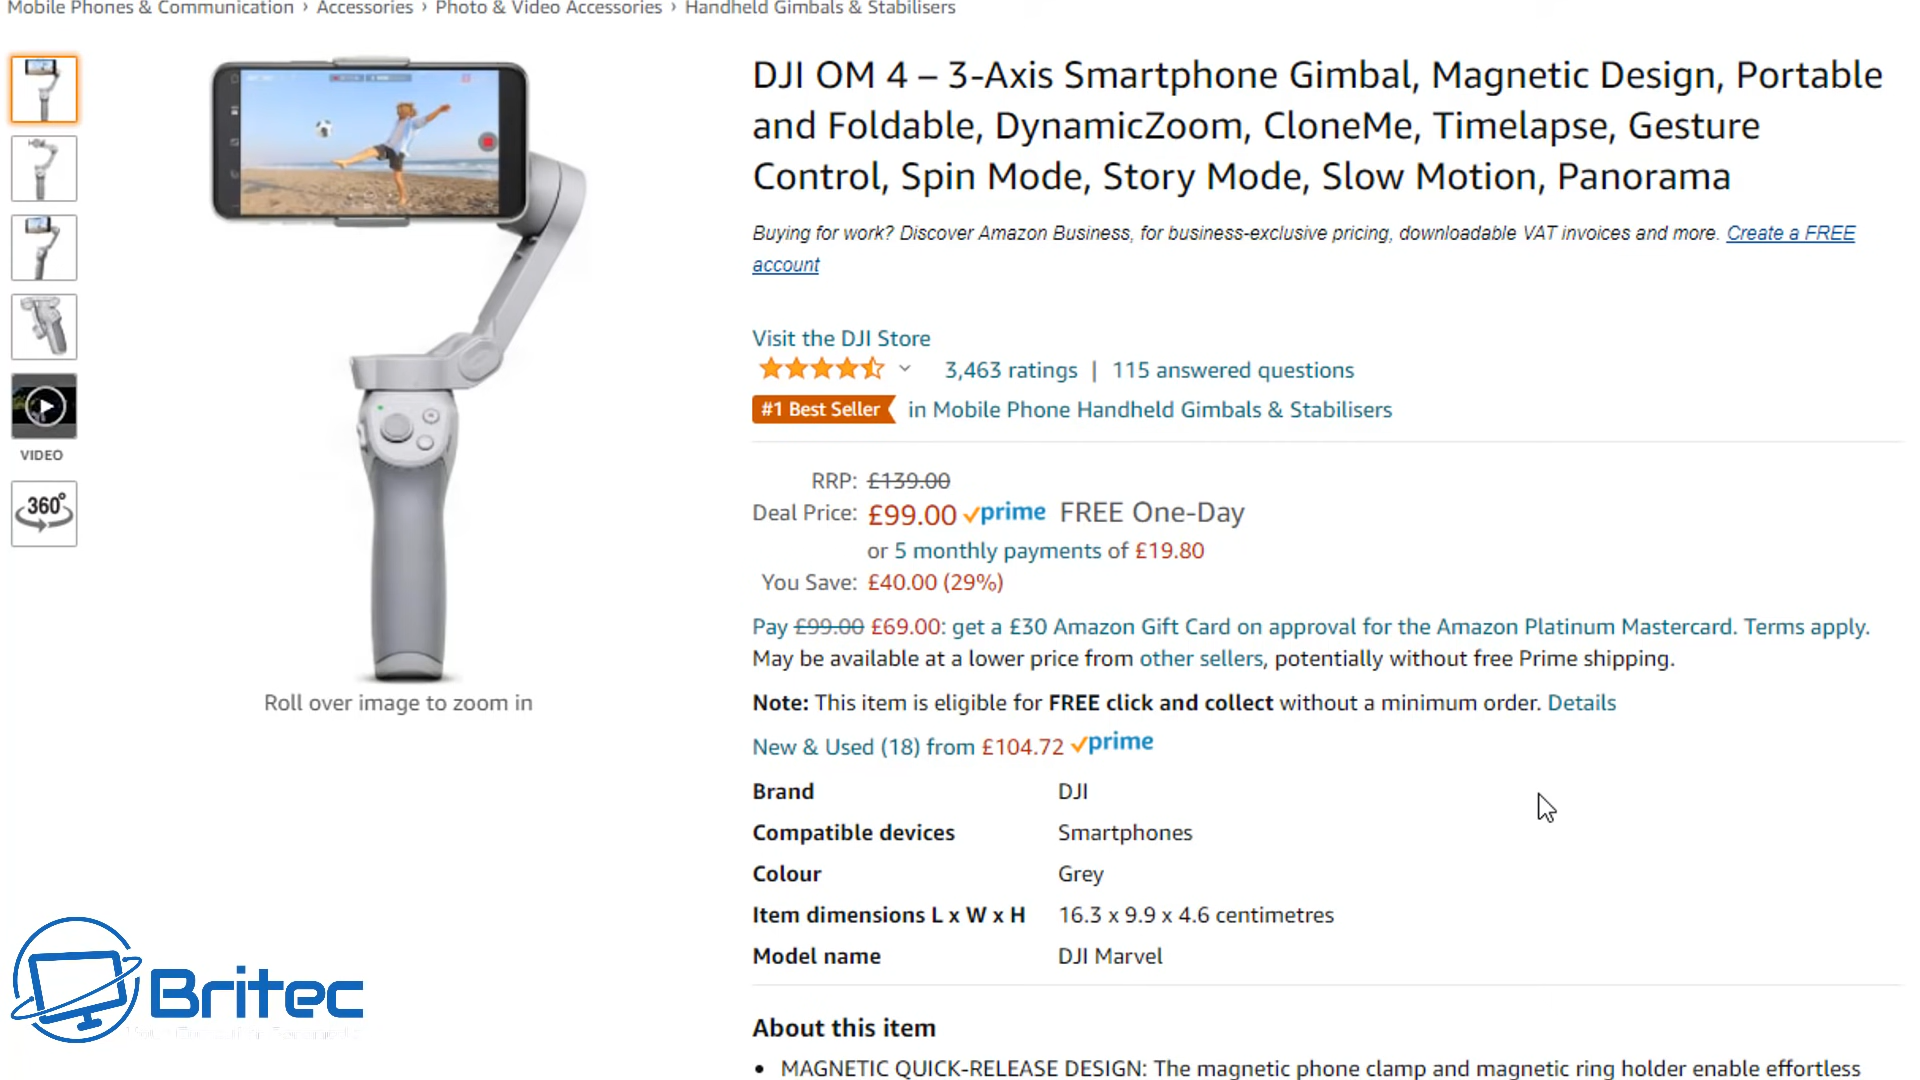 Mobile Phones & Communication › Accessories › Photo & Video Accessories › Handheld Gimbals & Stabilisers
DJI OM 4 – 3-Axis Smartphone Gimbal, Magnetic Design, Portable
and Foldable, DynamicZoom, CloneMe, Timelapse, Gesture
Control, Spin Mode, Story Mode, Slow Motion, Panorama
Buying for work? Discover Amazon Business, for business-exclusive pricing, downloadable VAT invoices and more. Create a FREE
account
Visit the DJI Store
3,463 ratings | 115 answered questions
#1 Best Seller in Mobile Phone Handheld Gimbals & Stabilisers
VIDEO
360°
RRP: £139.00
Deal Price: £99.00 prime FREE One-Day
or 5 monthly payments of £19.80
You Save: £40.00 (29%)
Pay £99.00 £69.00: get a £30 Amazon Gift Card on approval for the Amazon Platinum Mastercard. Terms apply.
May be available at a lower price from other sellers, potentially without free Prime shipping.
Roll over image to zoom in
Note: This item is eligible for FREE click and collect without a minimum order. Details
New & Used (18) from £104.72 prime
Brand DJI
Compatible devices Smartphones
Colour Grey
Item dimensions L x W x H 16.3 x 9.9 x 4.6 centimetres
Model name DJI Marvel
Britec
About this item
• MAGNETIC QUICK-RELEASE DESIGN: The magnetic phone clamp and magnetic ring holder enable effortless